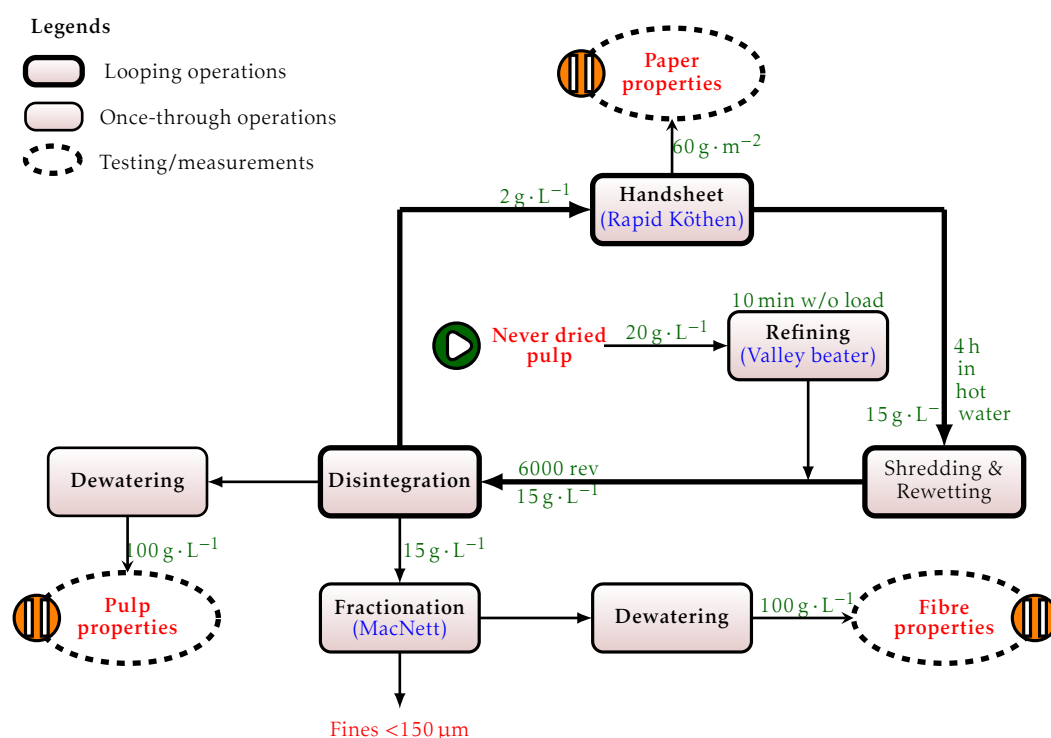 Legends
Looping operations
Once-through operations
Testing/measurements
Paper
properties
60 g·m⁻²
2 g·L⁻¹
Handsheet
(Rapid Köthen)
10 min w/o load
Never dried
pulp
20 g·L⁻¹
Refining
(Valley beater)
4 h
in
hot
water
15 g·L⁻
Dewatering
Disintegration
6000 rev
15 g·L⁻¹
Shredding &
Rewetting
100 g·L⁻¹
15 g·L⁻¹
Pulp
properties
Fractionation
(MacNett)
Dewatering
100 g·L⁻¹
Fibre
properties
Fines <150 µm